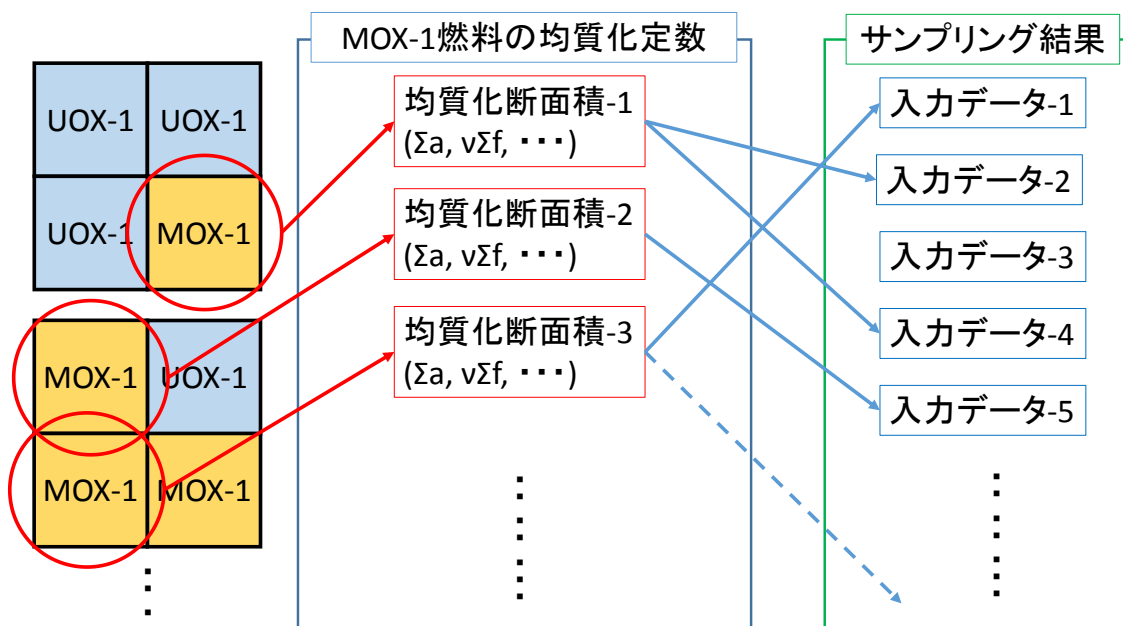 MOX-1燃料の均質化定数
サンプリング結果
UOX-1
UOX-1
UOX-1
MOX-1
MOX-1
UOX-1
MOX-1
MOX-1
均質化断面積-1
(Σa, νΣf, ・・・)
均質化断面積-2
(Σa, νΣf, ・・・)
均質化断面積-3
(Σa, νΣf, ・・・)
入力データ-1
入力データ-2
入力データ-3
入力データ-4
入力データ-5